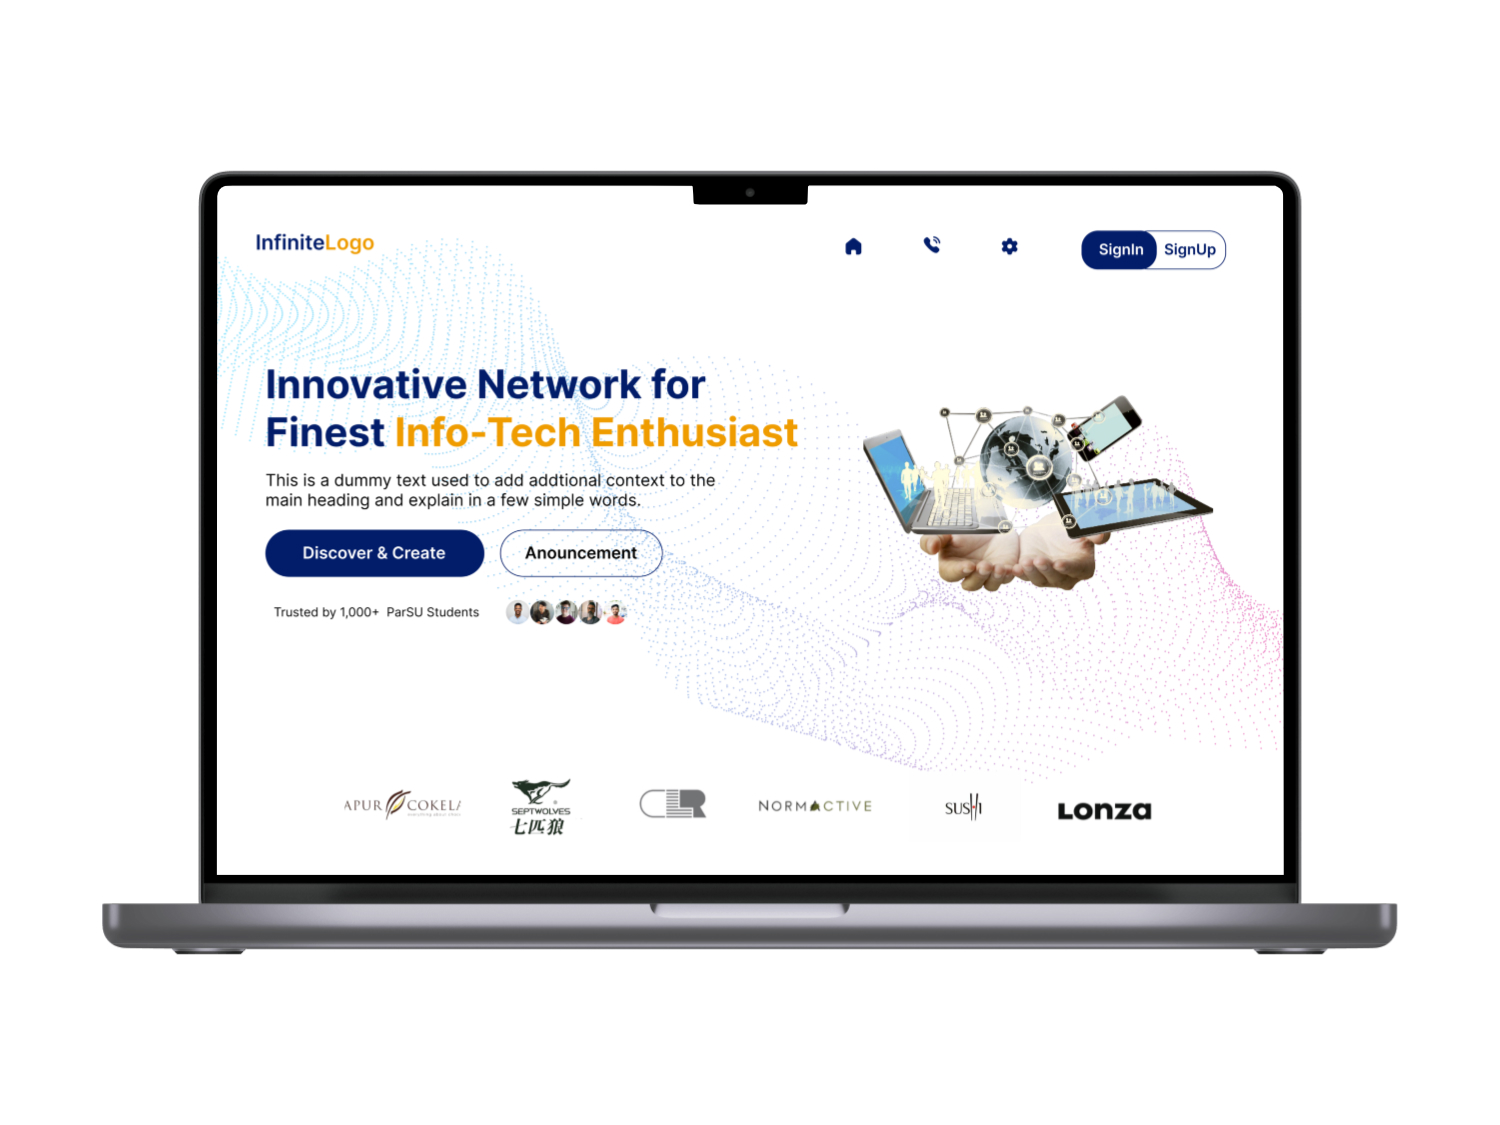 InfiniteLogo
SignIn SignUp
Innovative Network for
Finest Info-Tech Enthusiast
This is a dummy text used to add addtional context to the
main heading and explain in a few simple words.
Discover & Create Anouncement
Trusted by 1,000+ ParSU Students
APUR COKELA
SEPTWOLVES
七匹狼
CLR
NORMACTIVE
SUSHI
Lonza